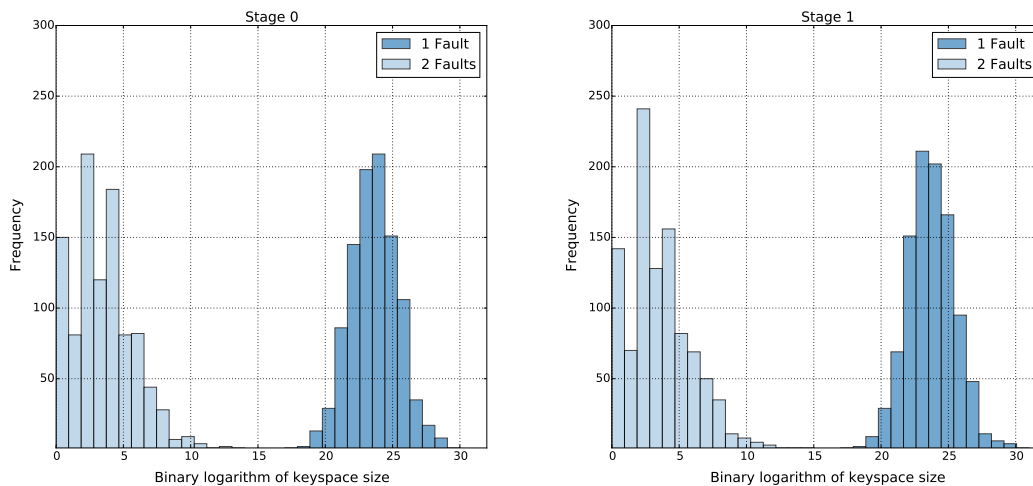 Stage 0
1 Fault
2 Faults
300
250
200
150
100
50
Frequency
0 5 10 15 20 25 30
Binary logarithm of keyspace size
Stage 1
1 Fault
2 Faults
300
250
200
150
100
50
Frequency
0 5 10 15 20 25 30
Binary logarithm of keyspace size